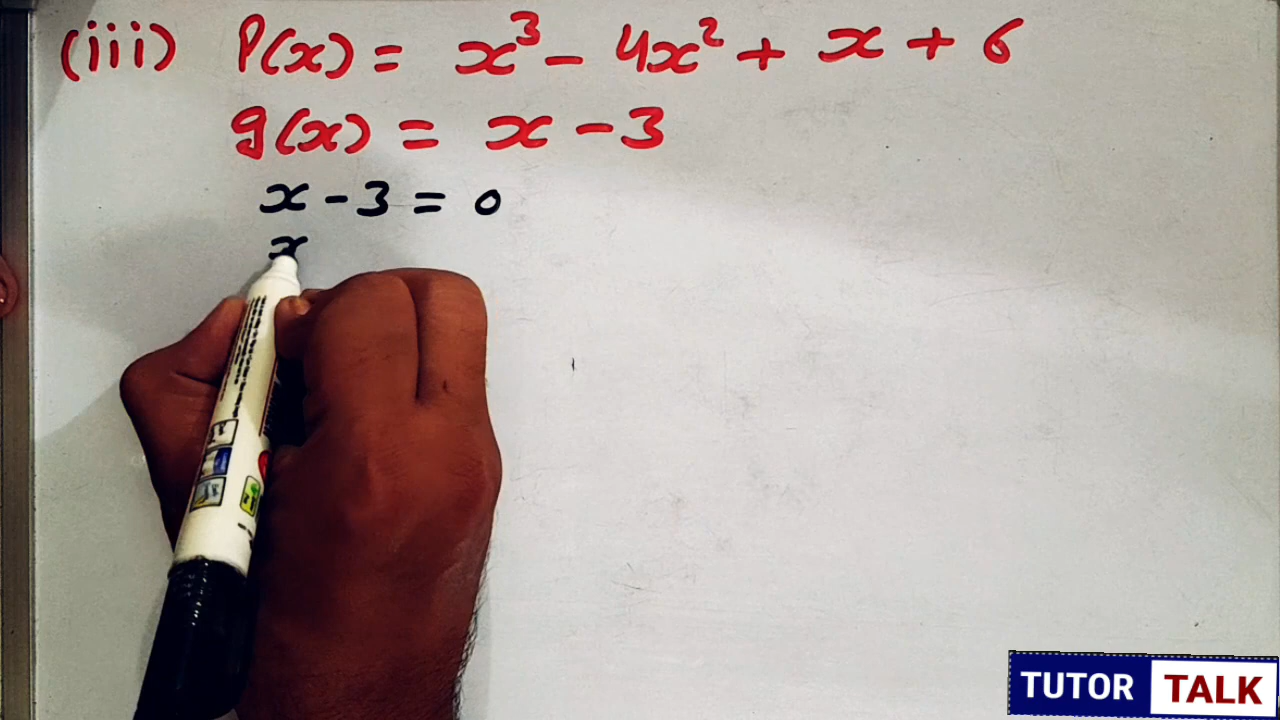 (iii) P(x) = x³ - 4x² + x + 6
g(x) = x - 3
x - 3 = 0
x
TUTOR TALK